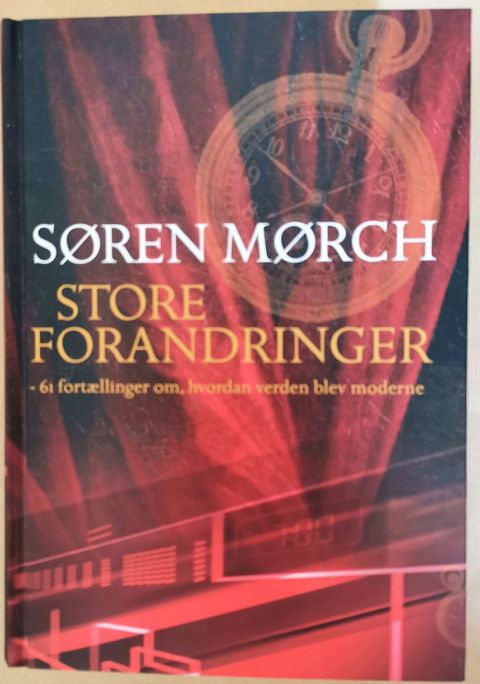 SØREN MØRCH
STORE
FORANDRINGER
- 61 fortællinger om, hvordan verden blev moderne